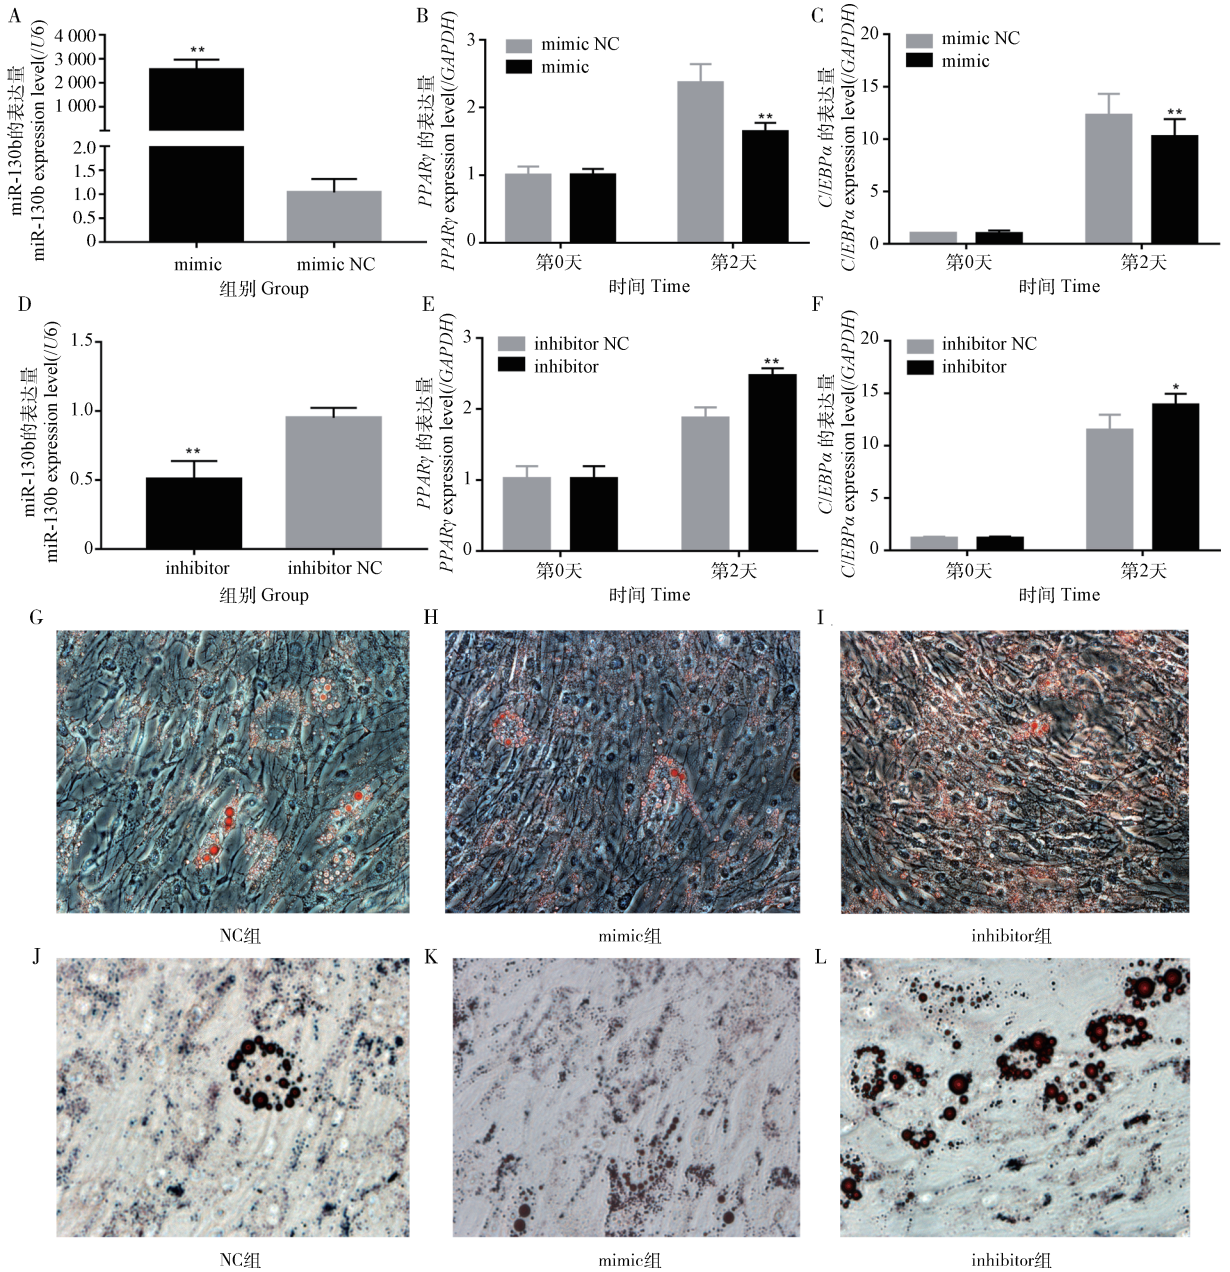 A
miR-130b的表达量
miR-130b expression level(/U6)
4 000
3 000
2 000
1 000
2.0
1.5
1.0
0.5
0
**
mimic
mimic NC
组别 Group
B
PPARγ 的表达量
PPARγ expression level(/GAPDH)
3
2
1
0
mimic NC
mimic
**
第0天
第2天
时间 Time
C
C/EBPα 的表达量
C/EBPα expression level(/GAPDH)
20
15
10
5
0
mimic NC
mimic
**
第0天
第2天
时间 Time
D
miR-130b的表达量
miR-130b expression level(/U6)
1.5
1.0
0.5
0
**
inhibitor
inhibitor NC
组别 Group
E
PPARγ 的表达量
PPARγ expression level(/GAPDH)
3
2
1
0
inhibitor NC
inhibitor
**
第0天
第2天
时间 Time
F
C/EBPα 的表达量
C/EBPα expression level(/GAPDH)
20
15
10
5
0
inhibitor NC
inhibitor
*
第0天
第2天
时间 Time
G
NC组
H
mimic组
I
inhibitor组
J
NC组
K
mimic组
L
inhibitor组